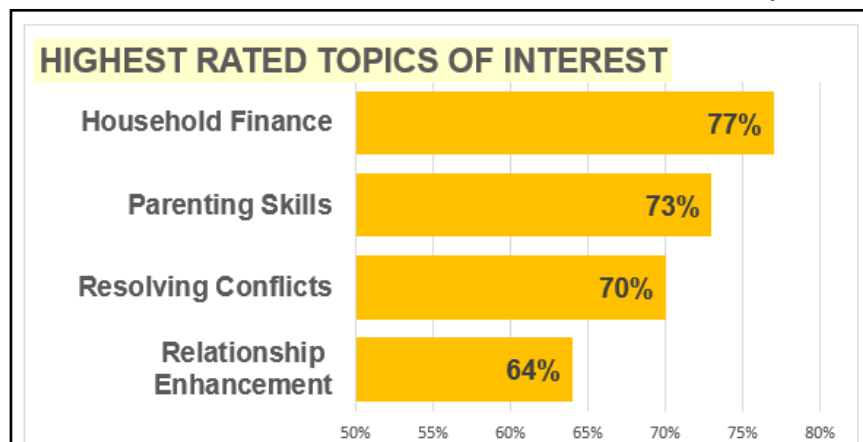 HIGHEST RATED TOPICS OF INTEREST
Household Finance
77%
Parenting Skills
73%
Resolving Conflicts
70%
Relationship
Enhancement
64%
50% 55% 60% 65% 70% 75% 80%